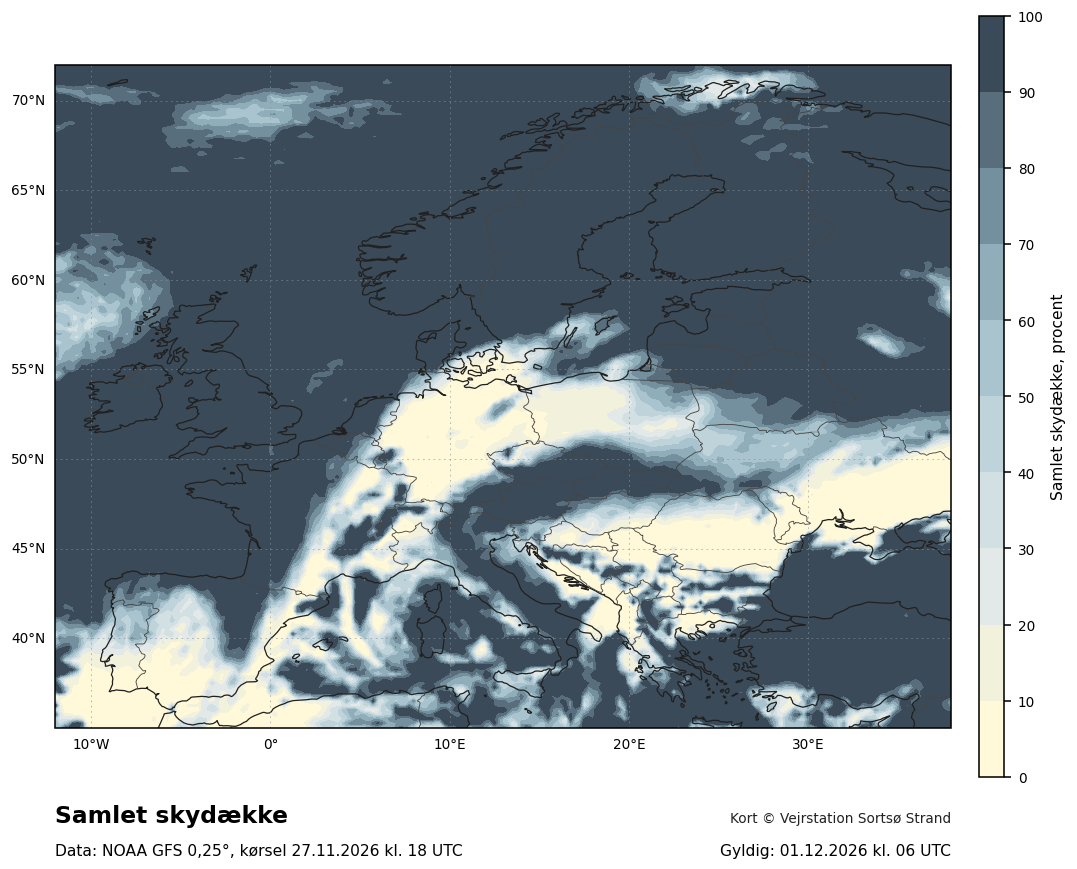 100
90
80
70
60
50
40
30
20
10
0
Samlet skydække, procent
70°N
65°N
60°N
55°N
50°N
45°N
40°N
10°W
0°
10°E
20°E
30°E
Samlet skydække
Kort © Vejrstation Sortsø Strand
Data: NOAA GFS 0,25°, kørsel 27.11.2026 kl. 18 UTC
Gyldig: 01.12.2026 kl. 06 UTC